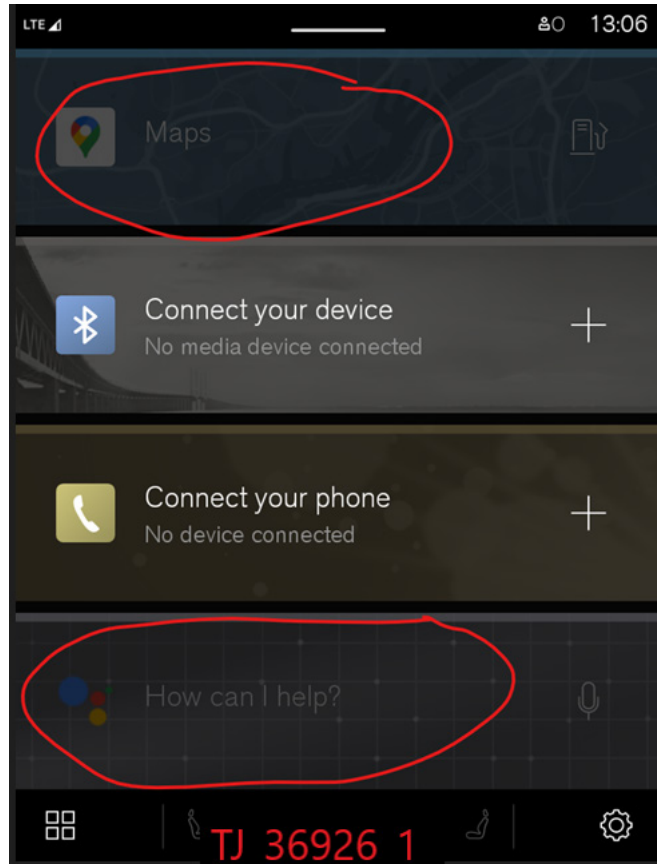 LTE
13:06
Maps
Connect your device
No media device connected
Connect your phone
No device connected
How can I help?
TJ 36926 1